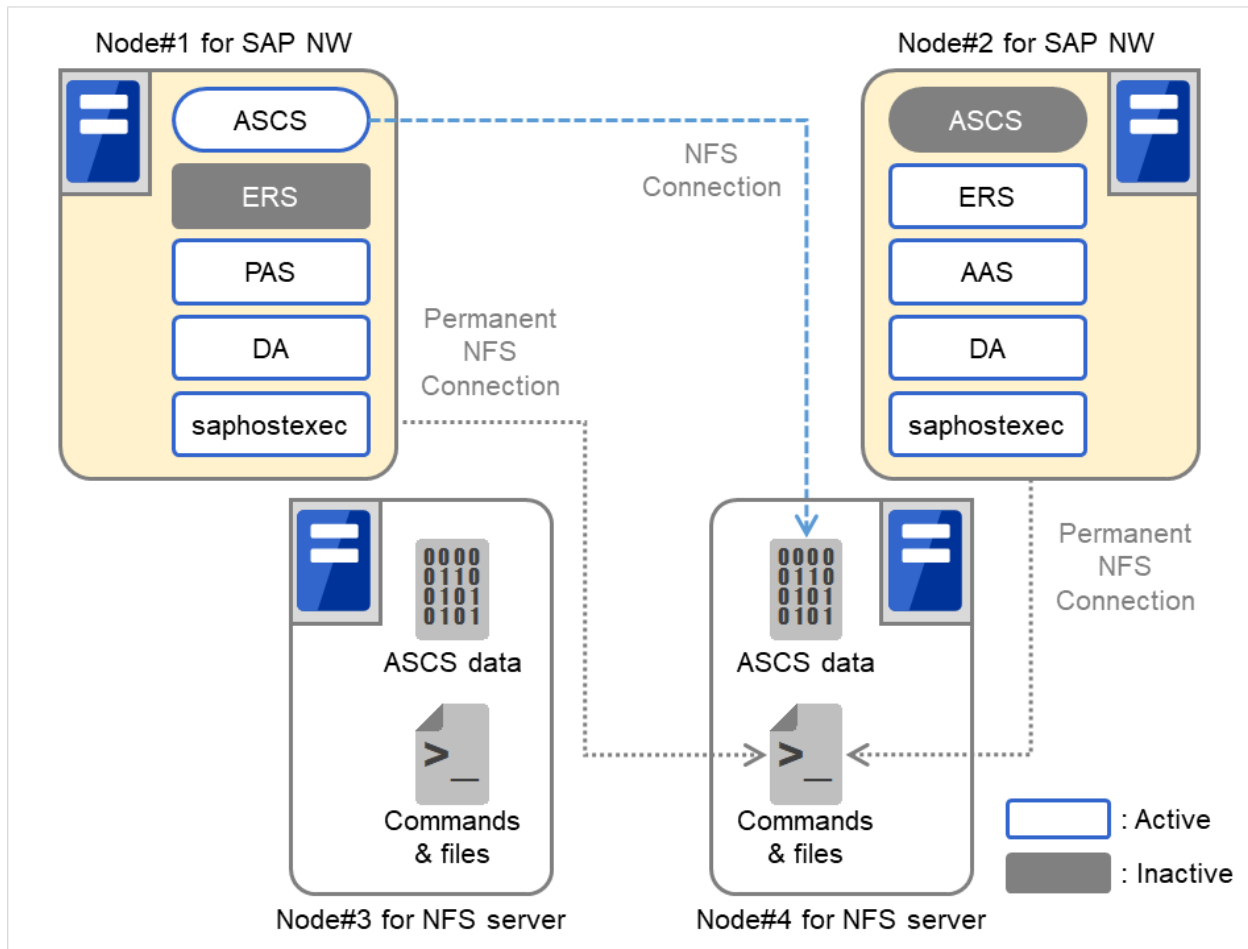 Node#1 for SAP NW
ASCS
ERS
PAS
DA
saphostexec
NFS
Connection
Permanent
NFS
Connection
Node#2 for SAP NW
ASCS
ERS
AAS
DA
saphostexec
Permanent
NFS
Connection
0000
0110
0101
0101
ASCS data
>_
Commands
& files
Node#3 for NFS server
0000
0110
0101
0101
ASCS data
>_
Commands
& files
Node#4 for NFS server
: Active
: Inactive